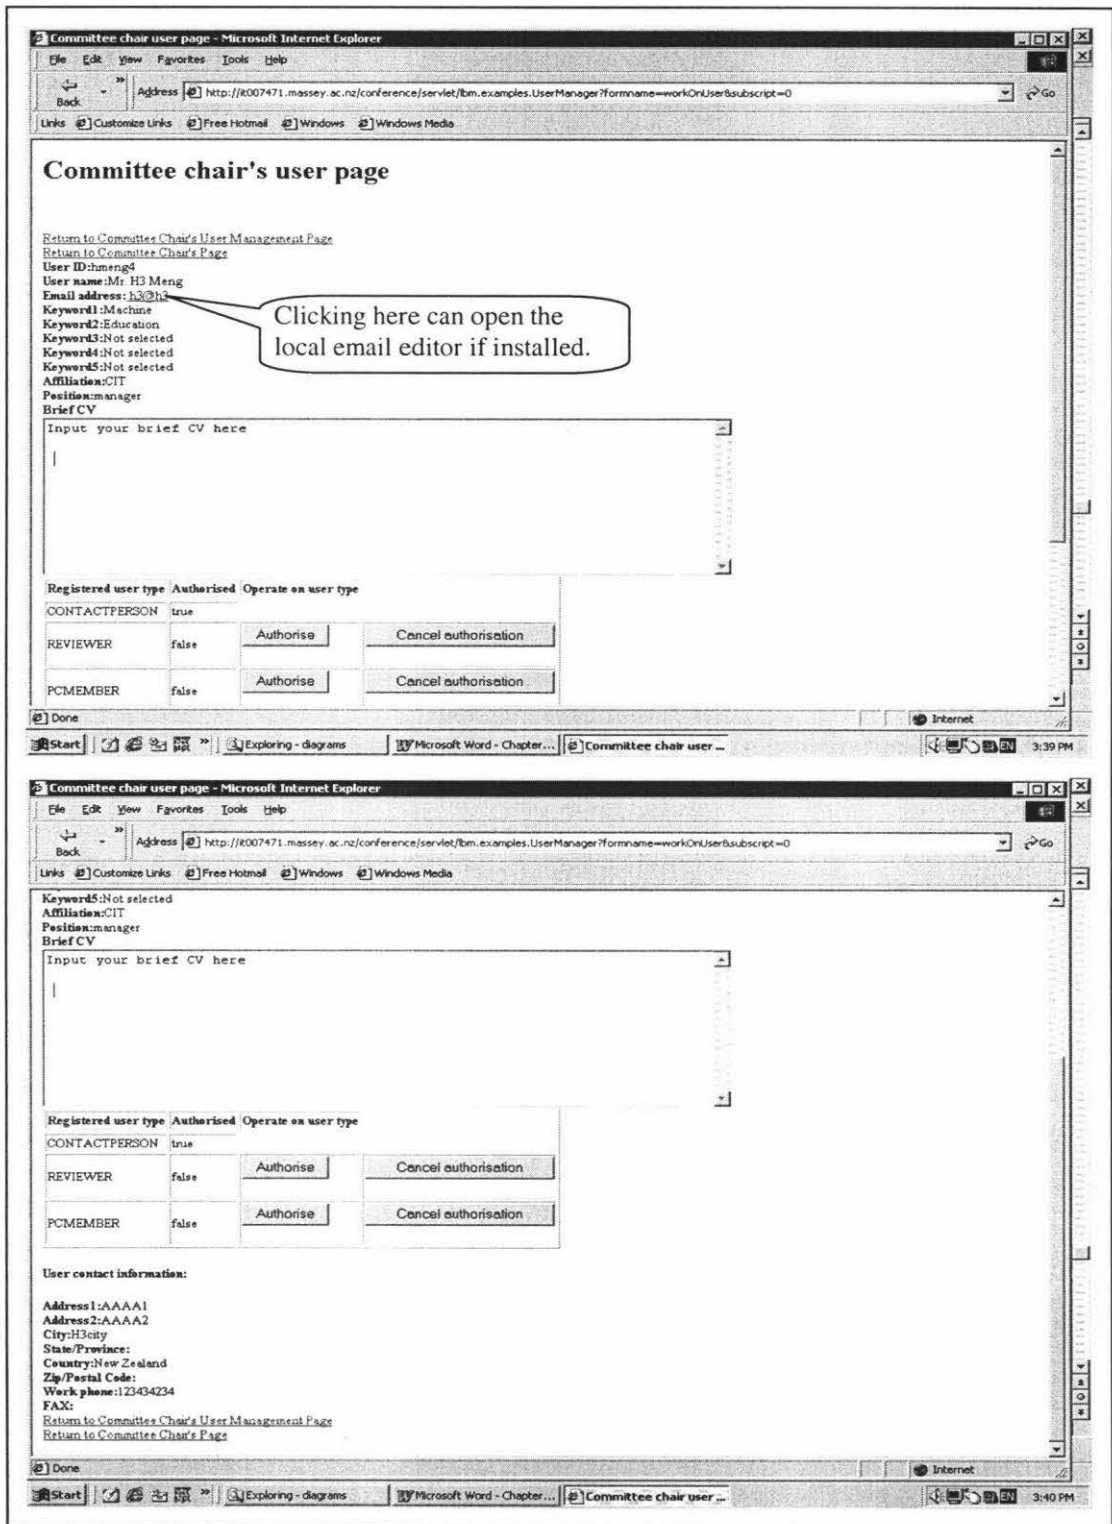 Committee chair user page - Microsoft Internet Explorer
File Edit View Favorites Tools Help
Back
Address http://it007471.massey.ac.nz/conference/servlet/lbm.examples.UserManager?formname=workOnUser&subscript=0 Go
Links Customize Links Free Hotmail Windows Windows Media
Committee chair's user page
Return to Committee Chair's User Management Page
Return to Committee Chair's Page
User ID:hmeng4
User name:Mr. H3 Meng
Email address: h3@h3
Keyword1:Machine
Keyword2:Education
Keyword3:Not selected
Keyword4:Not selected
Keyword5:Not selected
Affiliation:CIT
Position:manager
Brief CV
Clicking here can open the
local email editor if installed.
Input your brief CV here
Registered user type Authorised Operate on user type
CONTACTPERSON true
REVIEWER false Authorise Cancel authorisation
PCMEMBER false Authorise Cancel authorisation
Done Internet
Start Exploring - diagrams Microsoft Word - Chapter... Committee chair user ... EN 3:39 PM
Committee chair user page - Microsoft Internet Explorer
File Edit View Favorites Tools Help
Back
Address http://it007471.massey.ac.nz/conference/servlet/lbm.examples.UserManager?formname=workOnUser&subscript=0 Go
Links Customize Links Free Hotmail Windows Windows Media
Keyword5:Not selected
Affiliation:CIT
Position:manager
Brief CV
Input your brief CV here
Registered user type Authorised Operate on user type
CONTACTPERSON true
REVIEWER false Authorise Cancel authorisation
PCMEMBER false Authorise Cancel authorisation
User contact information:
Address1:AAAA1
Address2:AAAA2
City:H3city
State/Province:
Country:New Zealand
Zip/Postal Code:
Work phone:123434234
FAX:
Return to Committee Chair's User Management Page
Return to Committee Chair's Page
Done Internet
Start Exploring - diagrams Microsoft Word - Chapter... Committee chair user ... EN 3:40 PM